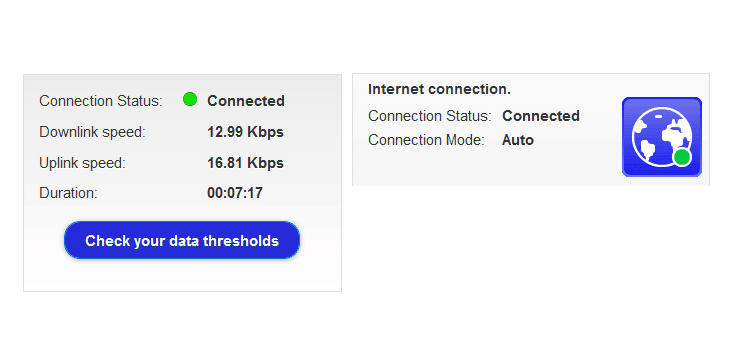 Connection Status: Connected
Downlink speed: 12.99 Kbps
Uplink speed: 16.81 Kbps
Duration: 00:07:17
Check your data thresholds
Internet connection.
Connection Status: Connected
Connection Mode: Auto